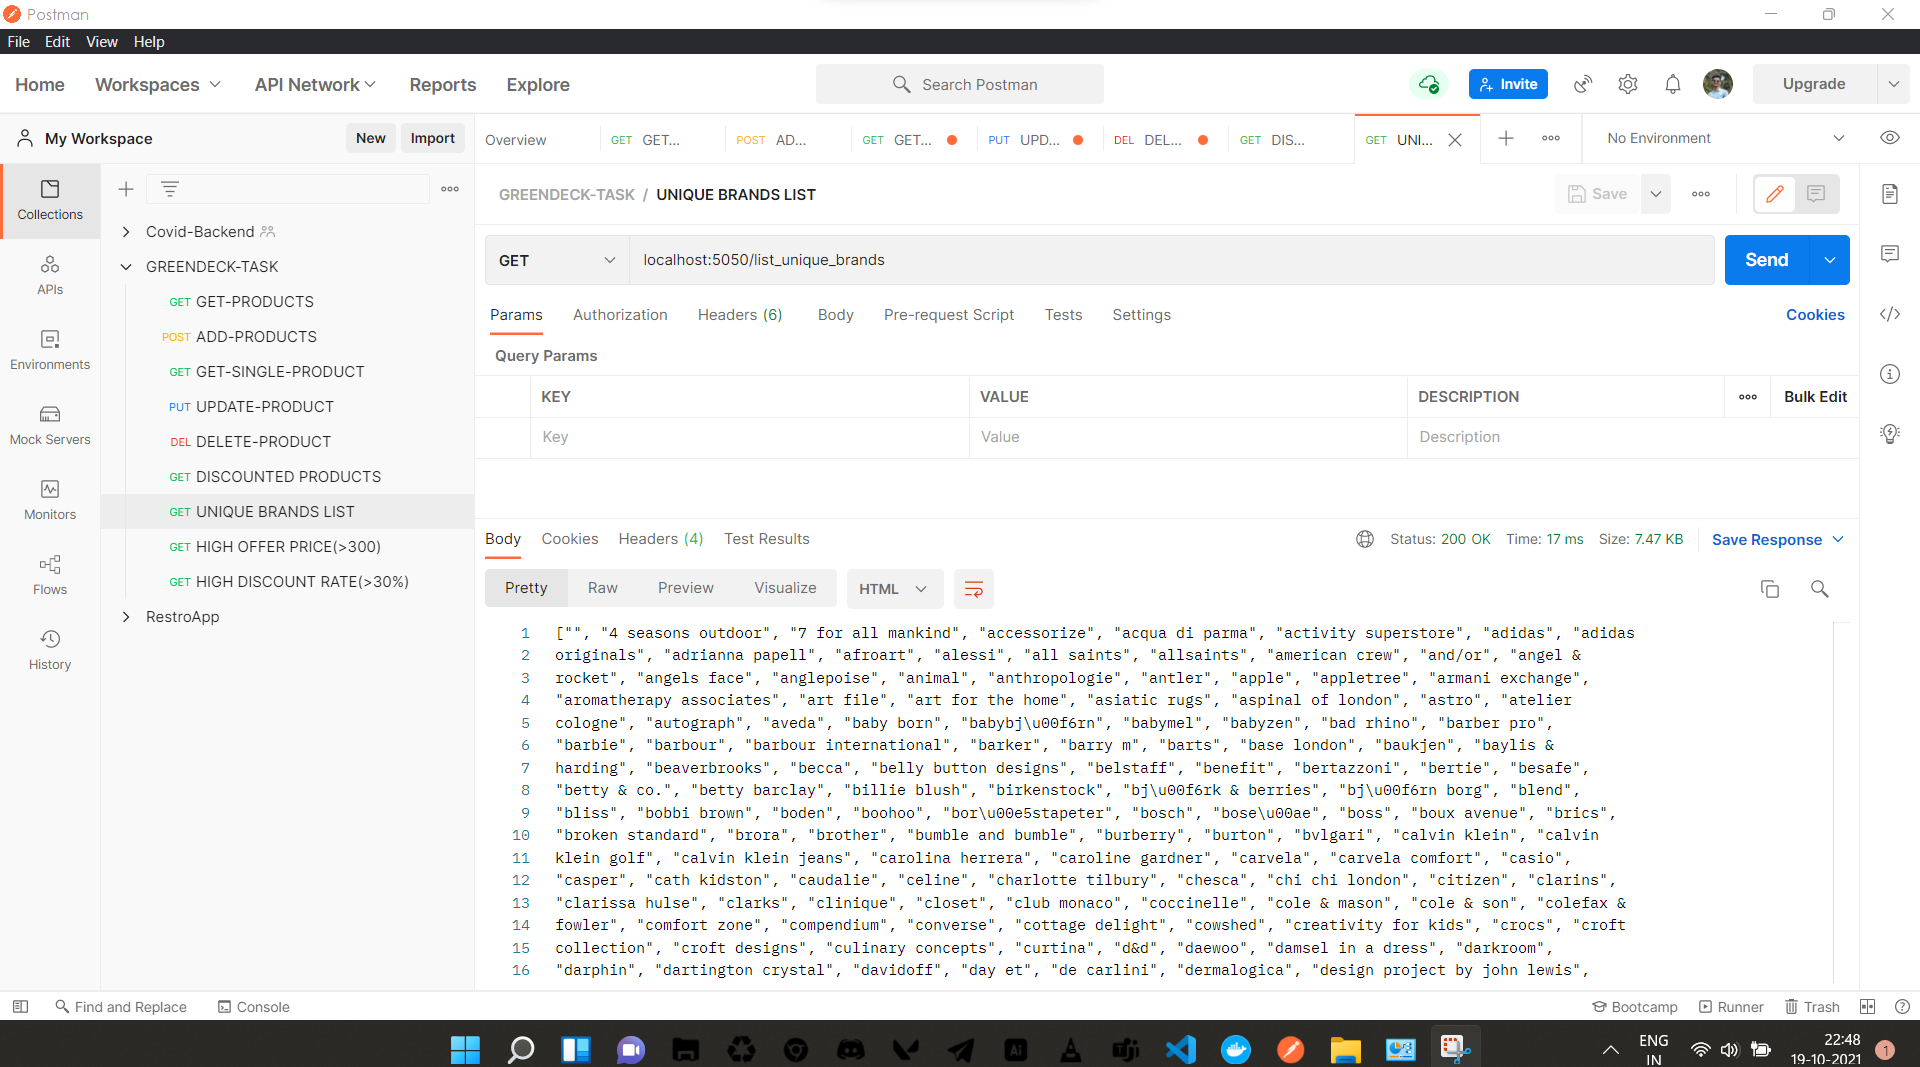 Postman
File Edit View Help
Home Workspaces API Network Reports Explore Search Postman Invite Upgrade
My Workspace New Import
Overview GET GET... POST AD... GET GET... PUT UPD... DEL DEL... GET DIS... GET UNI... No Environment
Collections
APIs
Environments
Mock Servers
Monitors
Flows
History
Covid-Backend
GREENDECK-TASK
GET GET-PRODUCTS
POST ADD-PRODUCTS
GET GET-SINGLE-PRODUCT
PUT UPDATE-PRODUCT
DEL DELETE-PRODUCT
GET DISCOUNTED PRODUCTS
GET UNIQUE BRANDS LIST
GET HIGH OFFER PRICE(>300)
GET HIGH DISCOUNT RATE(>30%)
RestroApp
GREENDECK-TASK / UNIQUE BRANDS LIST Save
GET localhost:5050/list_unique_brands Send
Params Authorization Headers (6) Body Pre-request Script Tests Settings Cookies
Query Params
KEY VALUE DESCRIPTION Bulk Edit
Key Value Description
Body Cookies Headers (4) Test Results Status: 200 OK Time: 17 ms Size: 7.47 KB Save Response
Pretty Raw Preview Visualize HTML
1 ["", "4 seasons outdoor", "7 for all mankind", "accessorize", "acqua di parma", "activity superstore", "adidas", "adidas
2 originals", "adrianna papell", "afroart", "alessi", "all saints", "allsaints", "american crew", "and/or", "angel &
3 rocket", "angels face", "anglepoise", "animal", "anthropologie", "antler", "apple", "appletree", "armani exchange",
4 "aromatherapy associates", "art file", "art for the home", "asiatic rugs", "aspinal of london", "astro", "atelier
5 cologne", "autograph", "aveda", "baby born", "babybj\u00f6rn", "babymel", "babyzen", "bad rhino", "barber pro",
6 "barbie", "barbour", "barbour international", "barker", "barry m", "barts", "base london", "baukjen", "baylis &
7 harding", "beaverbrooks", "becca", "belly button designs", "belstaff", "benefit", "bertazzoni", "bertie", "besafe",
8 "betty & co.", "betty barclay", "billie blush", "birkenstock", "bj\u00f6rk & berries", "bj\u00f6rn borg", "blend",
9 "bliss", "bobbi brown", "boden", "boohoo", "bor\u00e5stapeter", "bosch", "bose\u00ae", "boss", "boux avenue", "brics",
10 "broken standard", "brora", "brother", "bumble and bumble", "burberry", "burton", "bvlgari", "calvin klein", "calvin
11 klein golf", "calvin klein jeans", "carolina herrera", "caroline gardner", "carvela", "carvela comfort", "casio",
12 "casper", "cath kidston", "caudalie", "celine", "charlotte tilbury", "chesca", "chi chi london", "citizen", "clarins",
13 "clarissa hulse", "clarks", "clinique", "closet", "club monaco", "coccinelle", "cole & mason", "cole & son", "colefax &
14 fowler", "comfort zone", "compendium", "converse", "cottage delight", "cowshed", "creativity for kids", "crocs", "croft
15 collection", "croft designs", "culinary concepts", "curtina", "d&d", "daewoo", "damsel in a dress", "darkroom",
16 "darphin", "dartington crystal", "davidoff", "day et", "de carlini", "dermalogica", "design project by john lewis",
Find and Replace Console Bootcamp Runner Trash
Ai
ENG
IN
22:48
19-10-2021
1